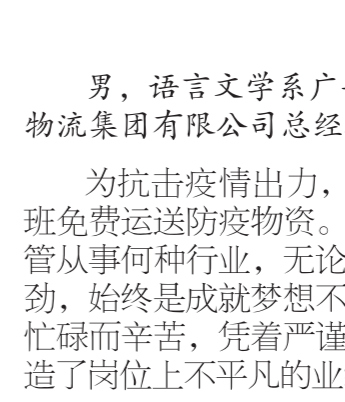 男，语言文学系广
物流集团有限公司总经
为抗击疫情出力，
班免费运送防疫物资。
管从事何种行业，无论
劲，始终是成就梦想不
忙碌而辛苦，凭着严谨
造了岗位上不平凡的业